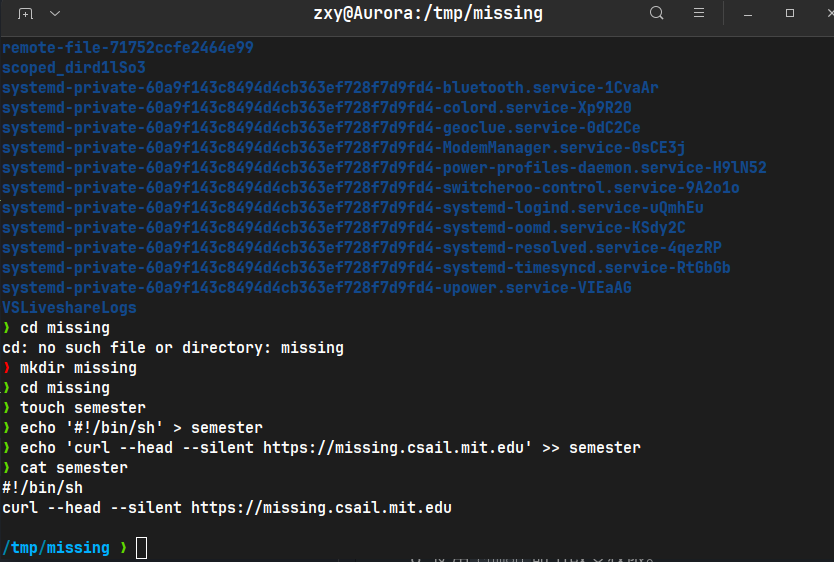 zxy@Aurora:/tmp/missing
remote-file-71752ccfe2464e99
scoped_dird1lSo3
systemd-private-60a9f143c8494d4cb363ef728f7d9fd4-bluetooth.service-1CvaAr
systemd-private-60a9f143c8494d4cb363ef728f7d9fd4-colord.service-Xp9R20
systemd-private-60a9f143c8494d4cb363ef728f7d9fd4-geoclue.service-0dC2Ce
systemd-private-60a9f143c8494d4cb363ef728f7d9fd4-ModemManager.service-0sCE3j
systemd-private-60a9f143c8494d4cb363ef728f7d9fd4-power-profiles-daemon.service-H9lN52
systemd-private-60a9f143c8494d4cb363ef728f7d9fd4-switcheroo-control.service-9A2o1o
systemd-private-60a9f143c8494d4cb363ef728f7d9fd4-systemd-logind.service-uQmhEu
systemd-private-60a9f143c8494d4cb363ef728f7d9fd4-systemd-oomd.service-KSdy2C
systemd-private-60a9f143c8494d4cb363ef728f7d9fd4-systemd-resolved.service-4qezRP
systemd-private-60a9f143c8494d4cb363ef728f7d9fd4-systemd-timesyncd.service-RtGbGb
systemd-private-60a9f143c8494d4cb363ef728f7d9fd4-upower.service-VIEaAG
VSLiveshareLogs
❯ cd missing
cd: no such file or directory: missing
❯ mkdir missing
❯ cd missing
❯ touch semester
❯ echo '#!/bin/sh' > semester
❯ echo 'curl --head --silent https://missing.csail.mit.edu' >> semester
❯ cat semester
#!/bin/sh
curl --head --silent https://missing.csail.mit.edu
/tmp/missing ❯